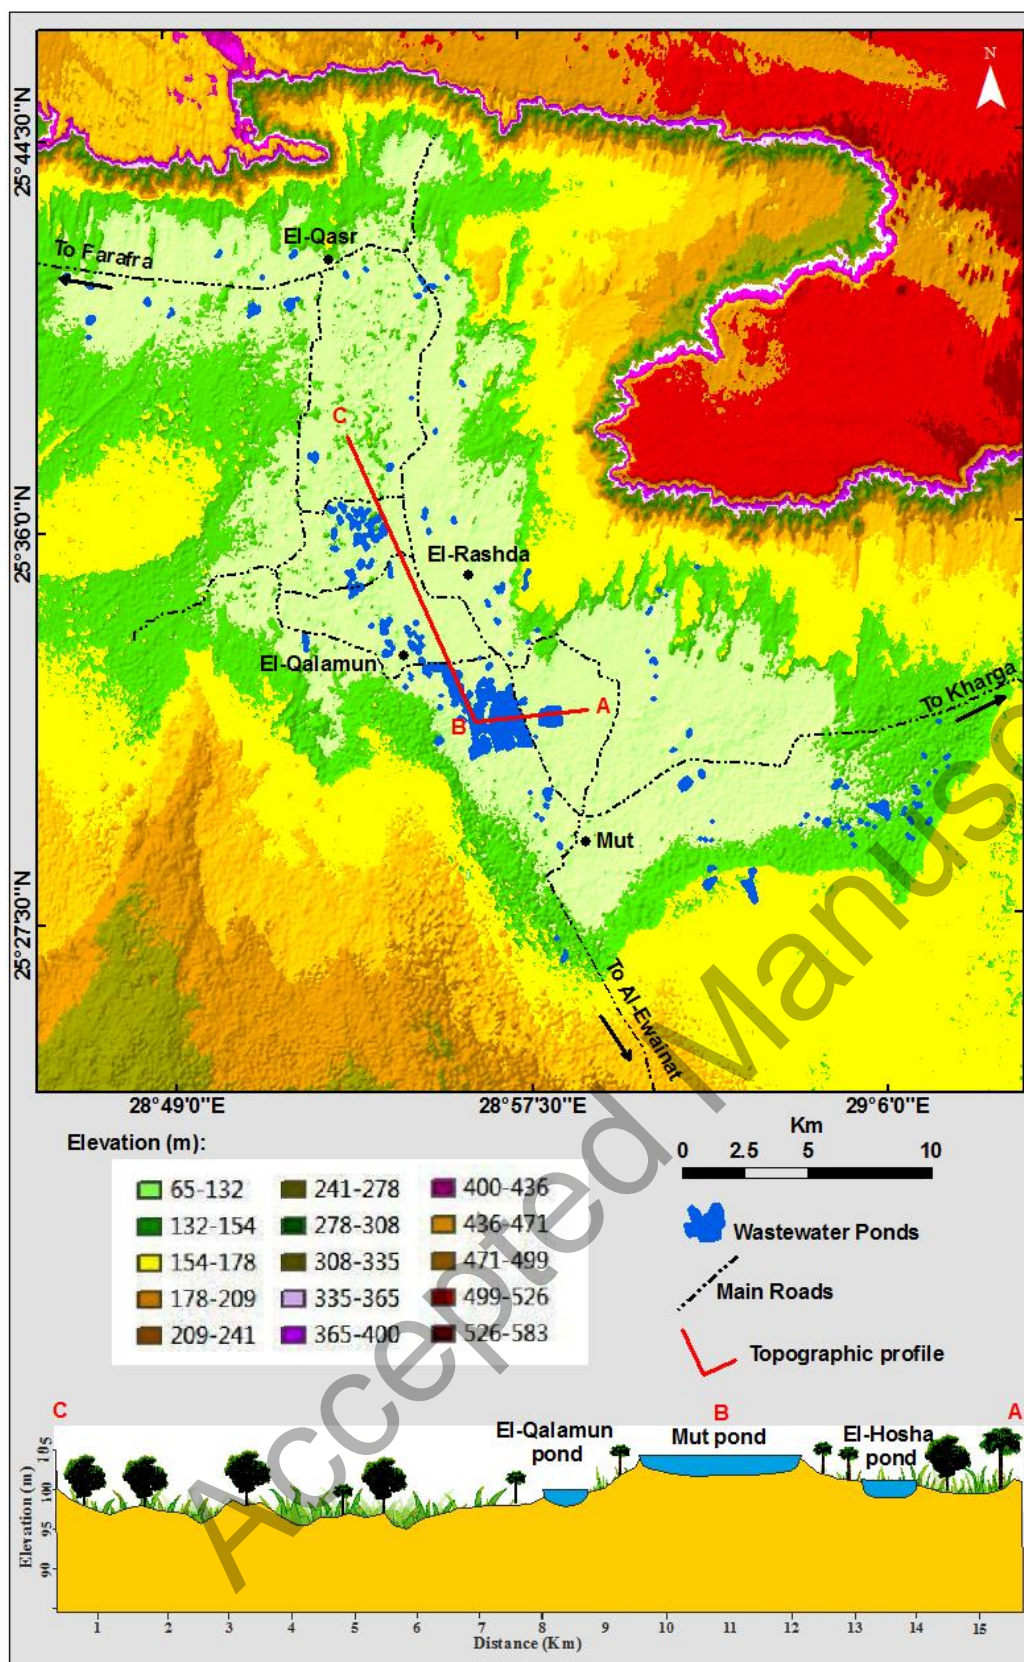 N
25°44'30"N
25°36'0"N
25°27'30"N
To Farafra
El-Qasr
C
El-Rashda
El-Qalamun
A
B
To Kharga
Mut
To Al-Ewainat
28°49'0"E
28°57'30"E
29°6'0"E
Accepted Manusc
Elevation (m):
65-132
132-154
154-178
178-209
209-241
241-278
278-308
308-335
335-365
365-400
400-436
436-471
471-499
499-526
526-583
Km
0 2.5 5 10
Wastewater Ponds
Main Roads
Topographic profile
C
B
A
El-Qalamun
pond
Mut pond
El-Hosha
pond
Elevation (m)
105
100
95
90
1 2 3 4 5 6 7 8 9 10 11 12 13 14 15
Distance (Km)